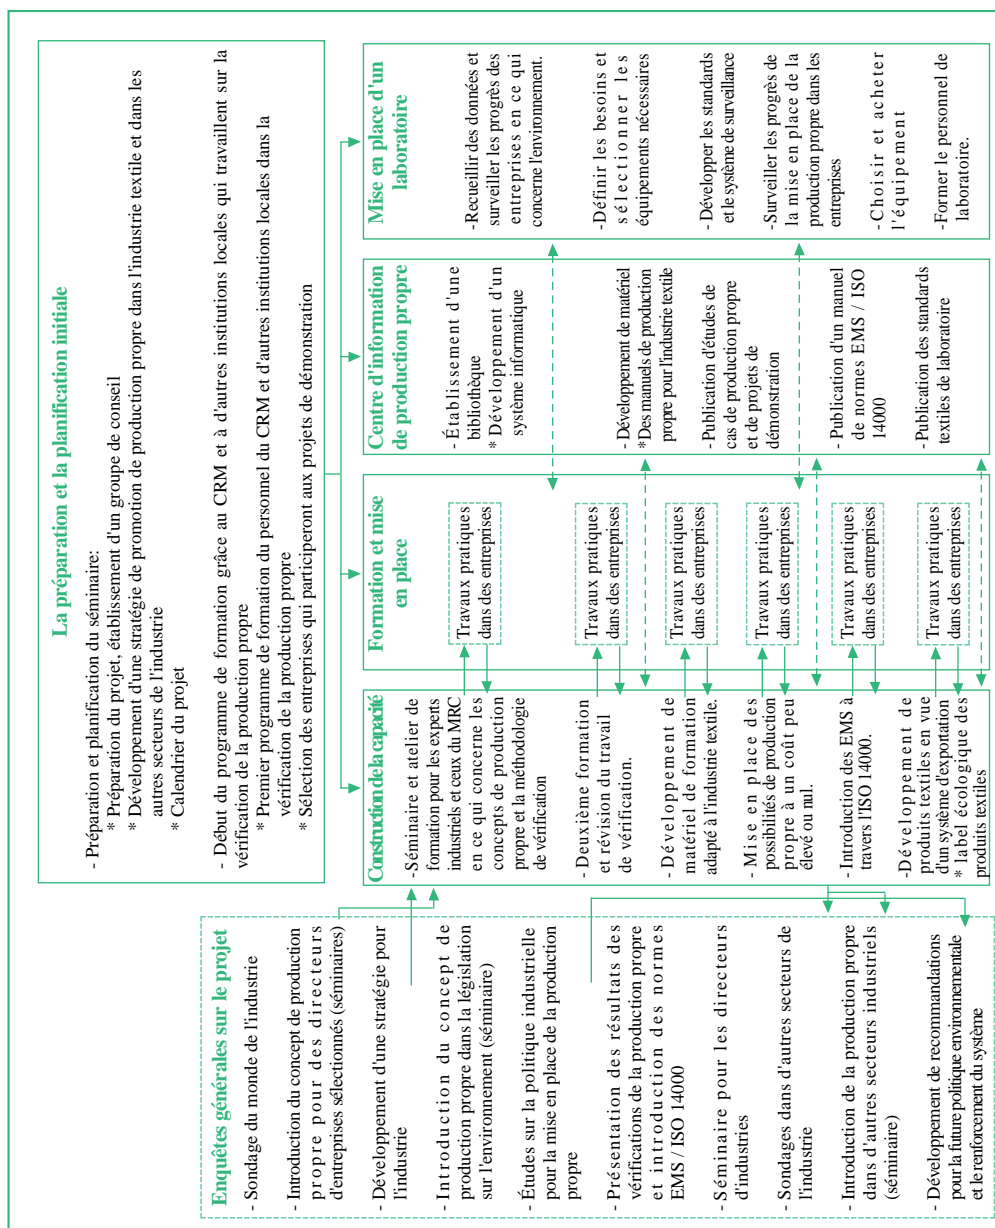 La préparation et la planification initiale
- Préparation et planification du séminaire:
* Préparation du projet, établissement d'un groupe de conseil
* Développement d'une stratégie de promotion de production propre dans l'industrie textile et dans les
autres secteurs de l'industrie
* Calendrier du projet
- Début du programme de formation grâce au CRM et à d'autres institutions locales qui travaillent sur la
vérification de la production propre
* Premier programme de formation du personnel du CRM et d'autres institutions locales dans la
vérification de la production propre
* Sélection des entreprises qui participeront aux projets de démonstration
Enquêtes générales sur le projet
- Sondage du monde de l'industrie
- Introduction du concept de production
propre pour des directeurs
d'entreprises sélectionnés (séminaires)
- Développement d'une stratégie pour
l'industrie
- Introduction du concept de
production propre dans la législation
sur l'environnement (séminaire)
- Études sur la politique industrielle
pour la mise en place de la production
propre
- Présentation des résultats des
vérifications de la production propre
et introduction des normes
EMS / ISO 14000
- Séminaire pour les directeurs
d'industries
- Sondages dans d'autres secteurs de
l'industrie
- Introduction de la production propre
dans d'autres secteurs industriels
(séminaire)
- Développement de recommandations
pour la future politique environnementale
et le renforcement du système
Construction de la capacité
- Séminaire et atelier de
formation pour les experts
industriels et ceux du MRC
en ce qui concerne les
concepts de production
propre et la méthodologie
de vérification
- Deuxième formation
et révision du travail
de vérification.
- Développement de
matériel de formation
adapté à l'industrie textile.
- Mise en place des
possibilités de production
propre à un coût peu
élevé ou nul.
- Introduction des EMS à
travers l'ISO 14000.
- Développement de
produits textiles en vue
d'un système d'exportation
* label écologique des
produits textiles
Formation et mise
en place
Travaux pratiques
dans des entreprises
Travaux pratiques
dans des entreprises
Travaux pratiques
dans des entreprises
Travaux pratiques
dans des entreprises
Travaux pratiques
dans des entreprises
Travaux pratiques
dans des entreprises
Centre d'information
de production propre
- Établissement d'une
bibliothèque
* Développement d'un
système informatique
- Développement de matériel
* Des manuels de production
propre pour l'industrie textile
- Publication d'études de
cas de production propre
et de projets de
démonstration
- Publication d'un manuel
de normes EMS / ISO
14000
- Publication des standards
textiles de laboratoire
Mise en place d'un
laboratoire
- Recueillir des données et
surveiller les progrès des
entreprises en ce qui
concerne l'environnement.
- Définir les besoins et
sélectionner les
équipements nécessaires
- Développer les standards
et le système de surveillance
- Surveiller les progrès de
la mise en place de la
production propre dans les
entreprises
- Choisir et acheter
l'équipement
- Former le personnel de
laboratoire.